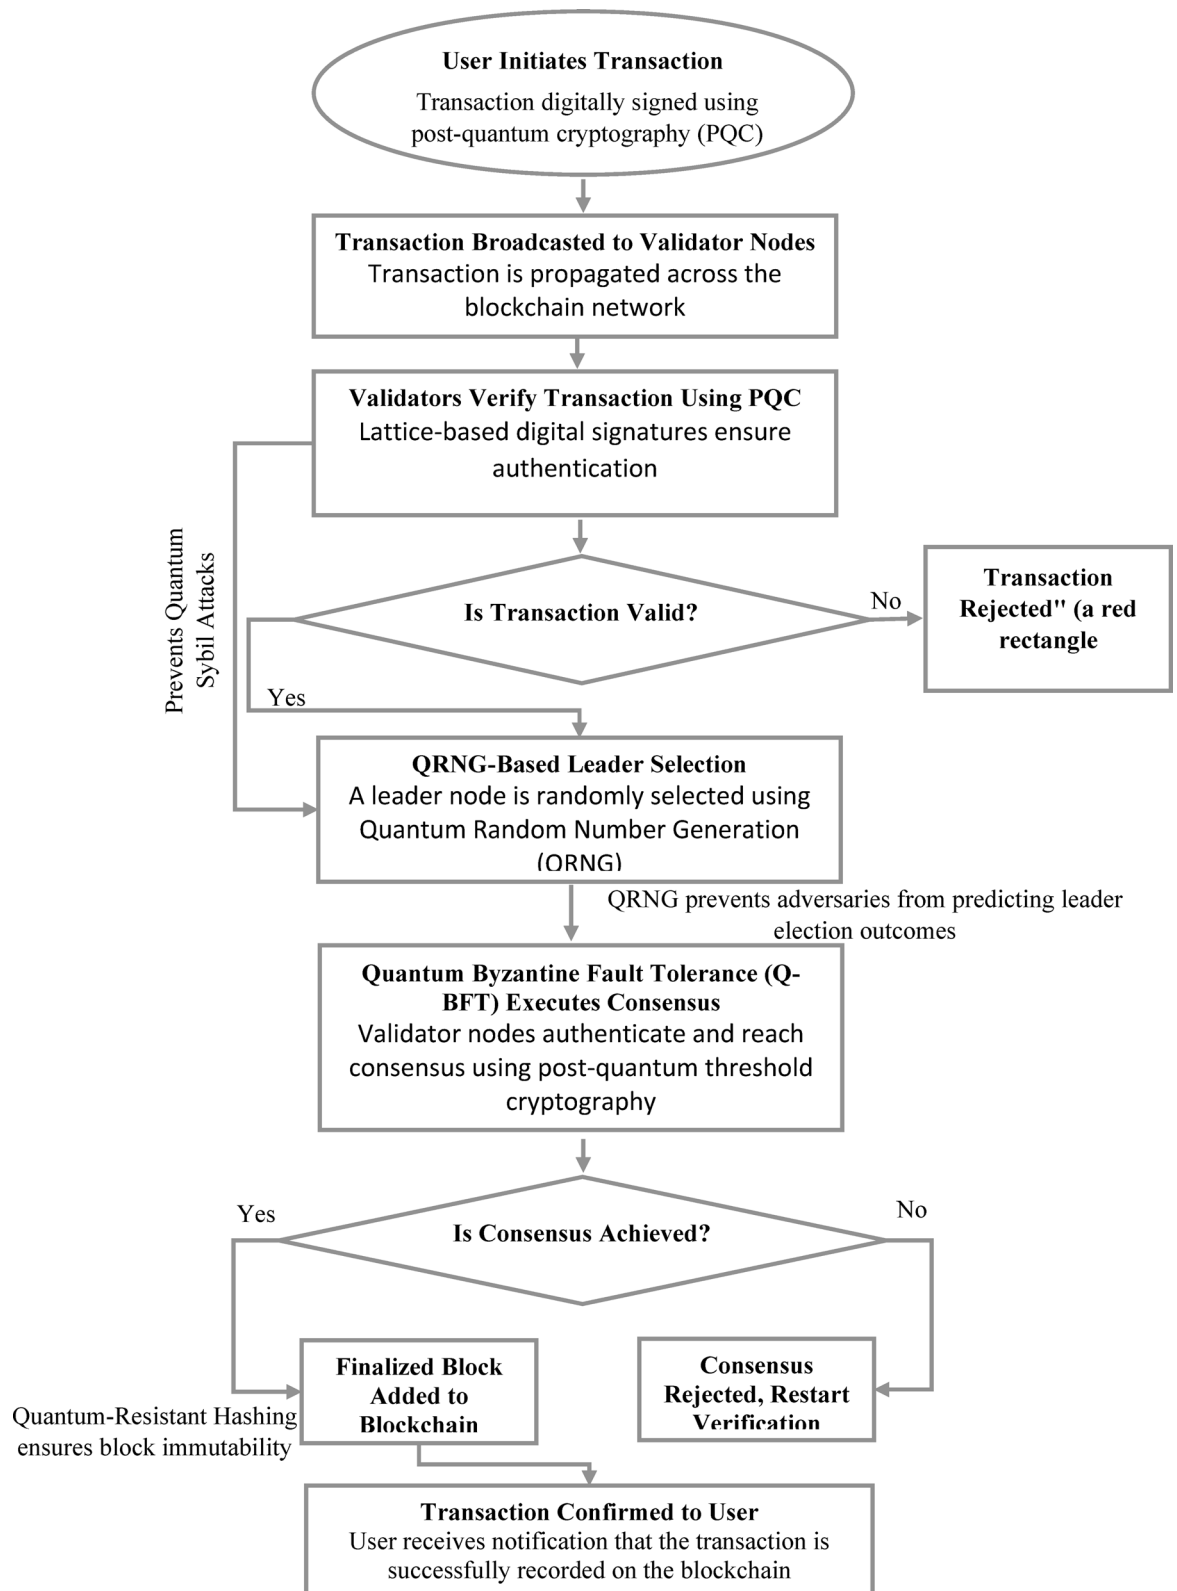 User Initiates Transaction
Transaction digitally signed using
post-quantum cryptography (PQC)
Transaction Broadcasted to Validator Nodes
Transaction is propagated across the
blockchain network
Validators Verify Transaction Using PQC
Lattice-based digital signatures ensure
authentication
Prevents Quantum
Sybil Attacks
Is Transaction Valid?
No
Transaction
Rejected" (a red
rectangle
Yes
QRNG-Based Leader Selection
A leader node is randomly selected using
Quantum Random Number Generation
(QRNG)
QRNG prevents adversaries from predicting leader
election outcomes
Quantum Byzantine Fault Tolerance (Q-
BFT) Executes Consensus
Validator nodes authenticate and reach
consensus using post-quantum threshold
cryptography
Yes
No
Is Consensus Achieved?
Finalized Block
Added to
Blockchain
Consensus
Rejected, Restart
Verification
Quantum-Resistant Hashing
ensures block immutability
Transaction Confirmed to User
User receives notification that the transaction is
successfully recorded on the blockchain